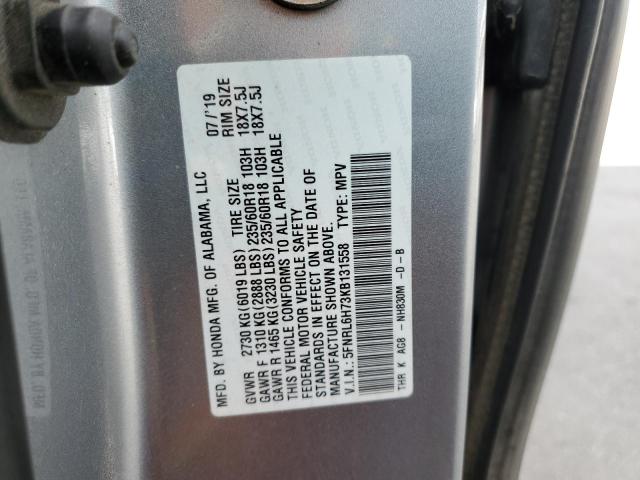 MFD. BY HONDA MFG. OF ALABAMA, LLC 07/'19
GVWR 2730 KG(6019 LBS) TIRE SIZE RIM SIZE
GAWR F 1310 KG(2888 LBS)235/60R18 103H 18X7.5J
GAWR R 1465 KG(3230 LBS)235/60R18 103H 18X7.5J
THIS VEHICLE CONFORMS TO ALL APPLICABLE
FEDERAL MOTOR VEHICLE SAFETY
STANDARDS IN EFFECT ON THE DATE OF
MANUFACTURE SHOWN ABOVE.
V.I.N.: 5FNRL6H73KB131558 TYPE: MPV
THR K AG8 - NH830M -D-B